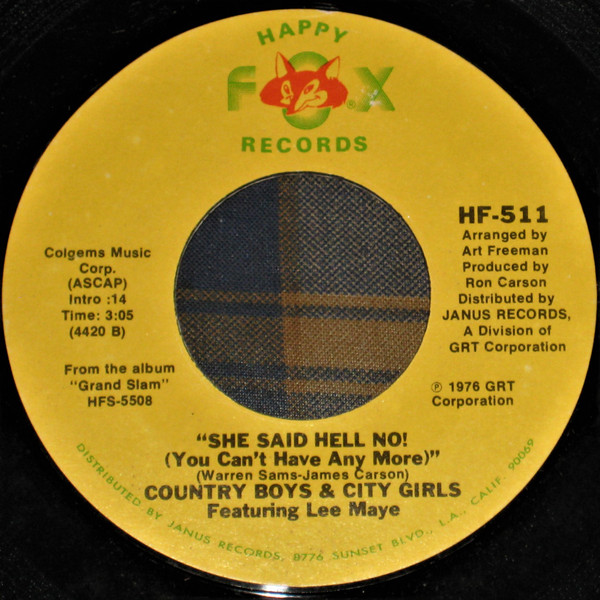 HAPPY
FOX®
RECORDS
HF-511
Arranged by
Art Freeman
Produced by
Ron Carson
Distributed by
JANUS RECORDS,
A Division of
GRT Corporation
℗ 1976 GRT
Corporation
Colgems Music
Corp.
(ASCAP)
Intro :14
Time: 3:05
(4420 B)
From the album
"Grand Slam"
HFS-5508
"SHE SAID HELL NO!
(You Can't Have Any More)"
(Warren Sams-James Carson)
COUNTRY BOYS & CITY GIRLS
Featuring Lee Maye
DISTRIBUTED BY JANUS RECORDS, 8776 SUNSET BLVD., L.A., CALIF. 90069